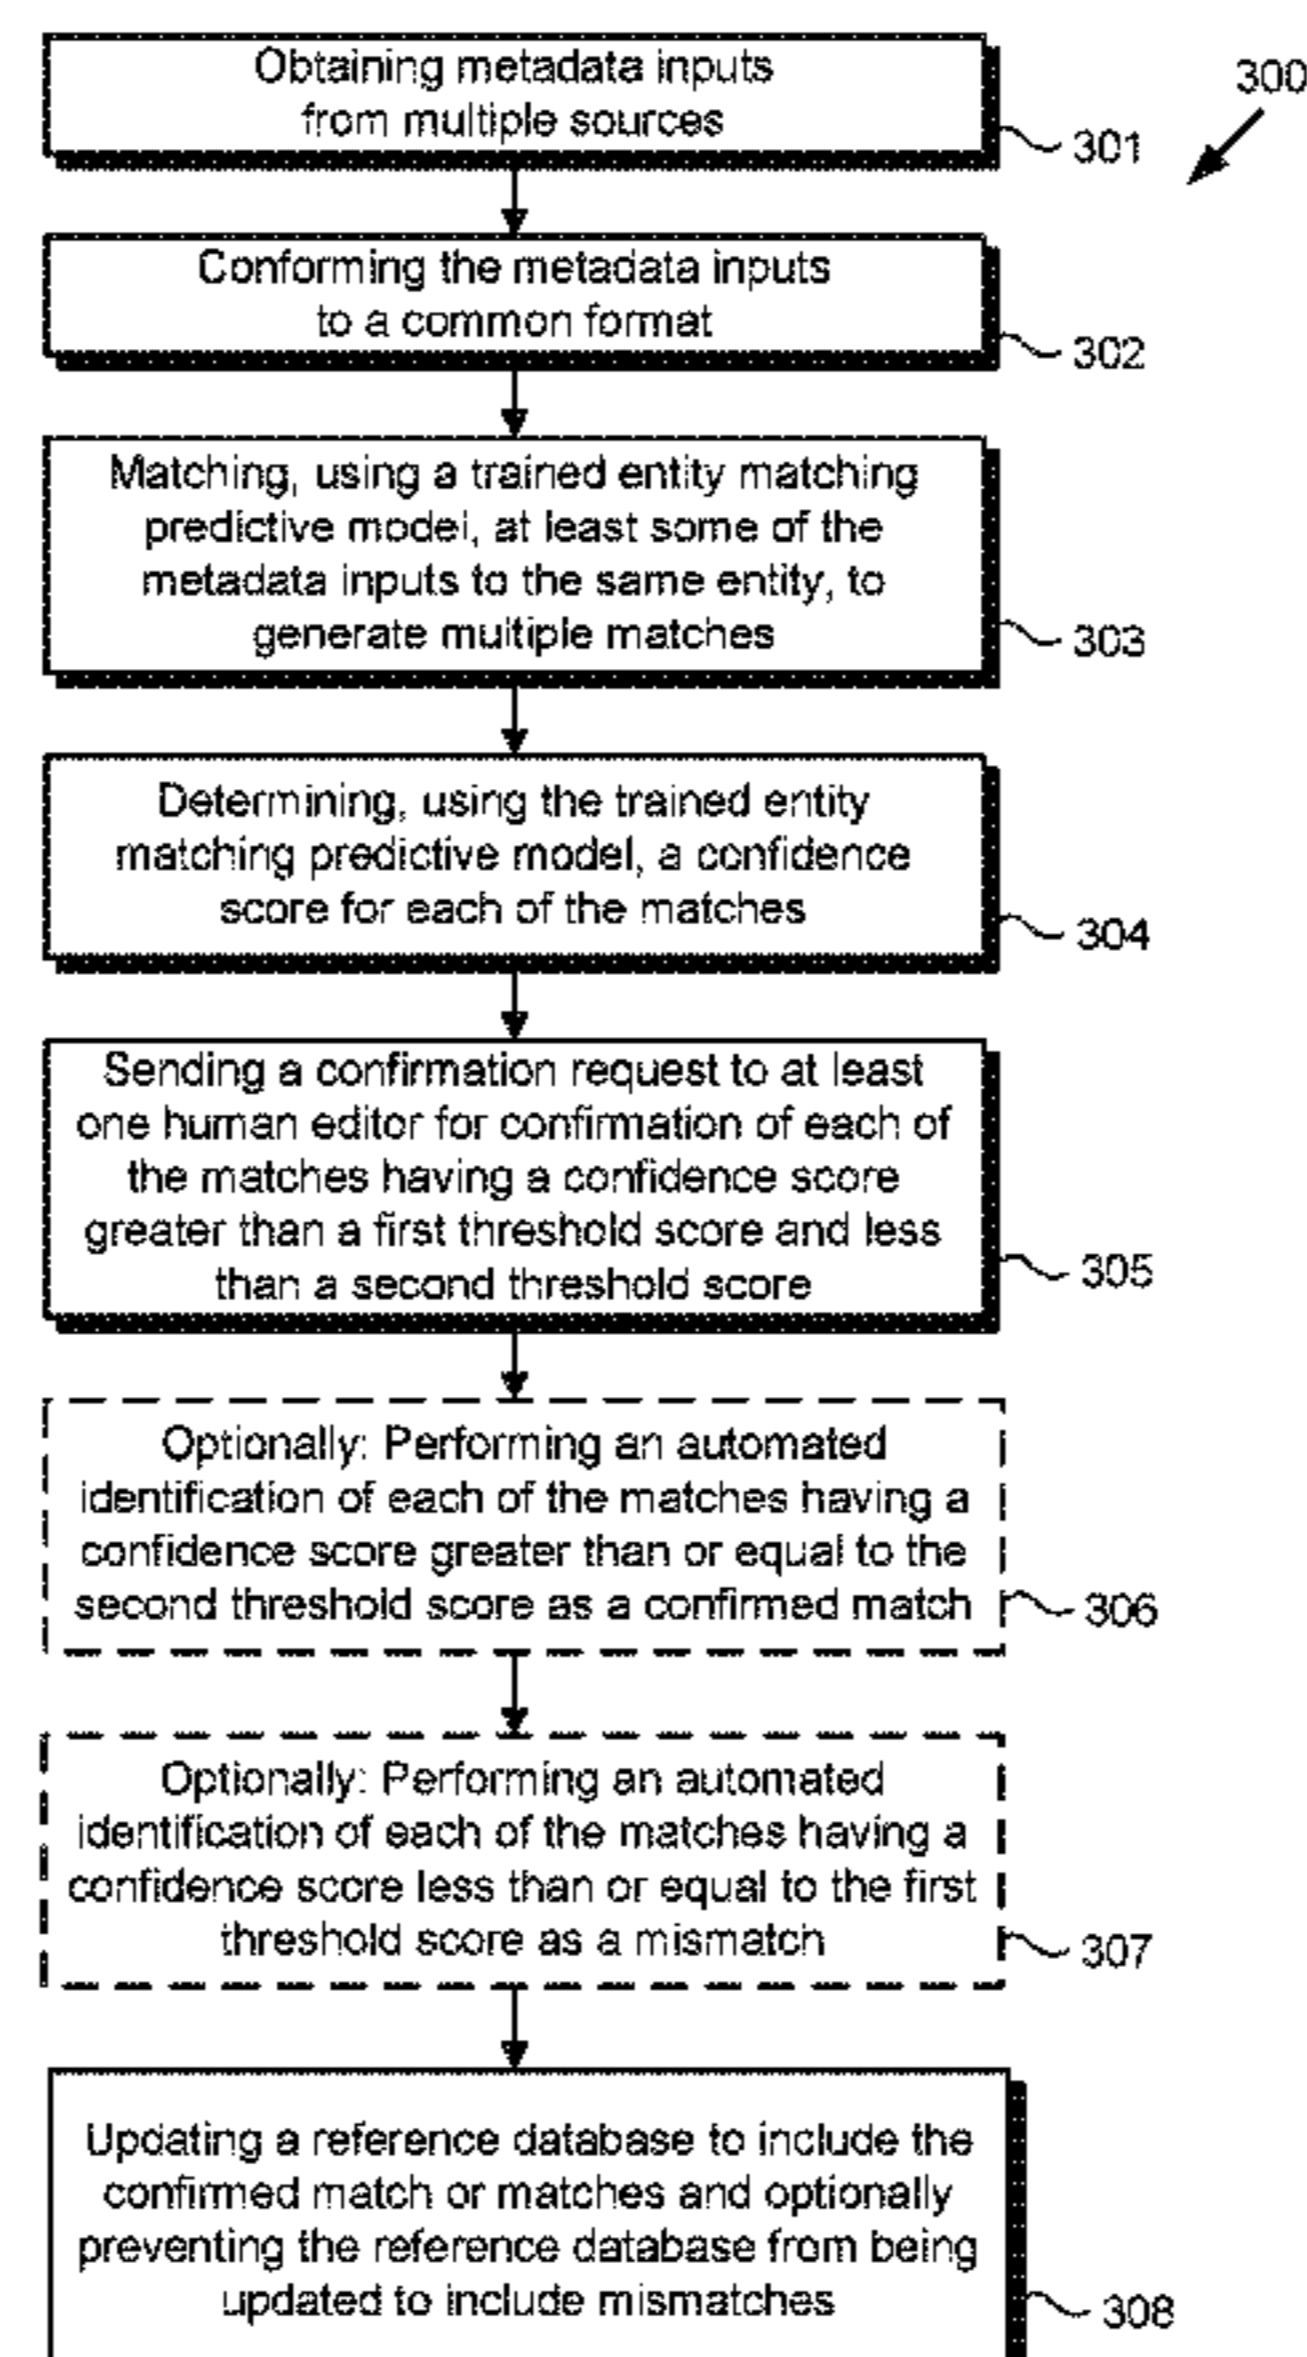 Obtaining metadata inputs
from multiple sources
301
300
Conforming the metadata inputs
to a common format
302
Matching, using a trained entity matching
predictive model, at least some of the
metadata inputs to the same entity, to
generate multiple matches
303
Determining, using the trained entity
matching predictive model, a confidence
score for each of the matches
304
Sending a confirmation request to at least
one human editor for confirmation of each of
the matches having a confidence score
greater than a first threshold score and less
than a second threshold score
305
Optionally: Performing an automated
identification of each of the matches having a
confidence score greater than or equal to the
second threshold score as a confirmed match
306
Optionally: Performing an automated
identification of each of the matches having a
confidence score less than or equal to the first
threshold score as a mismatch
307
Updating a reference database to include the
confirmed match or matches and optionally
preventing the reference database from being
updated to include mismatches
308